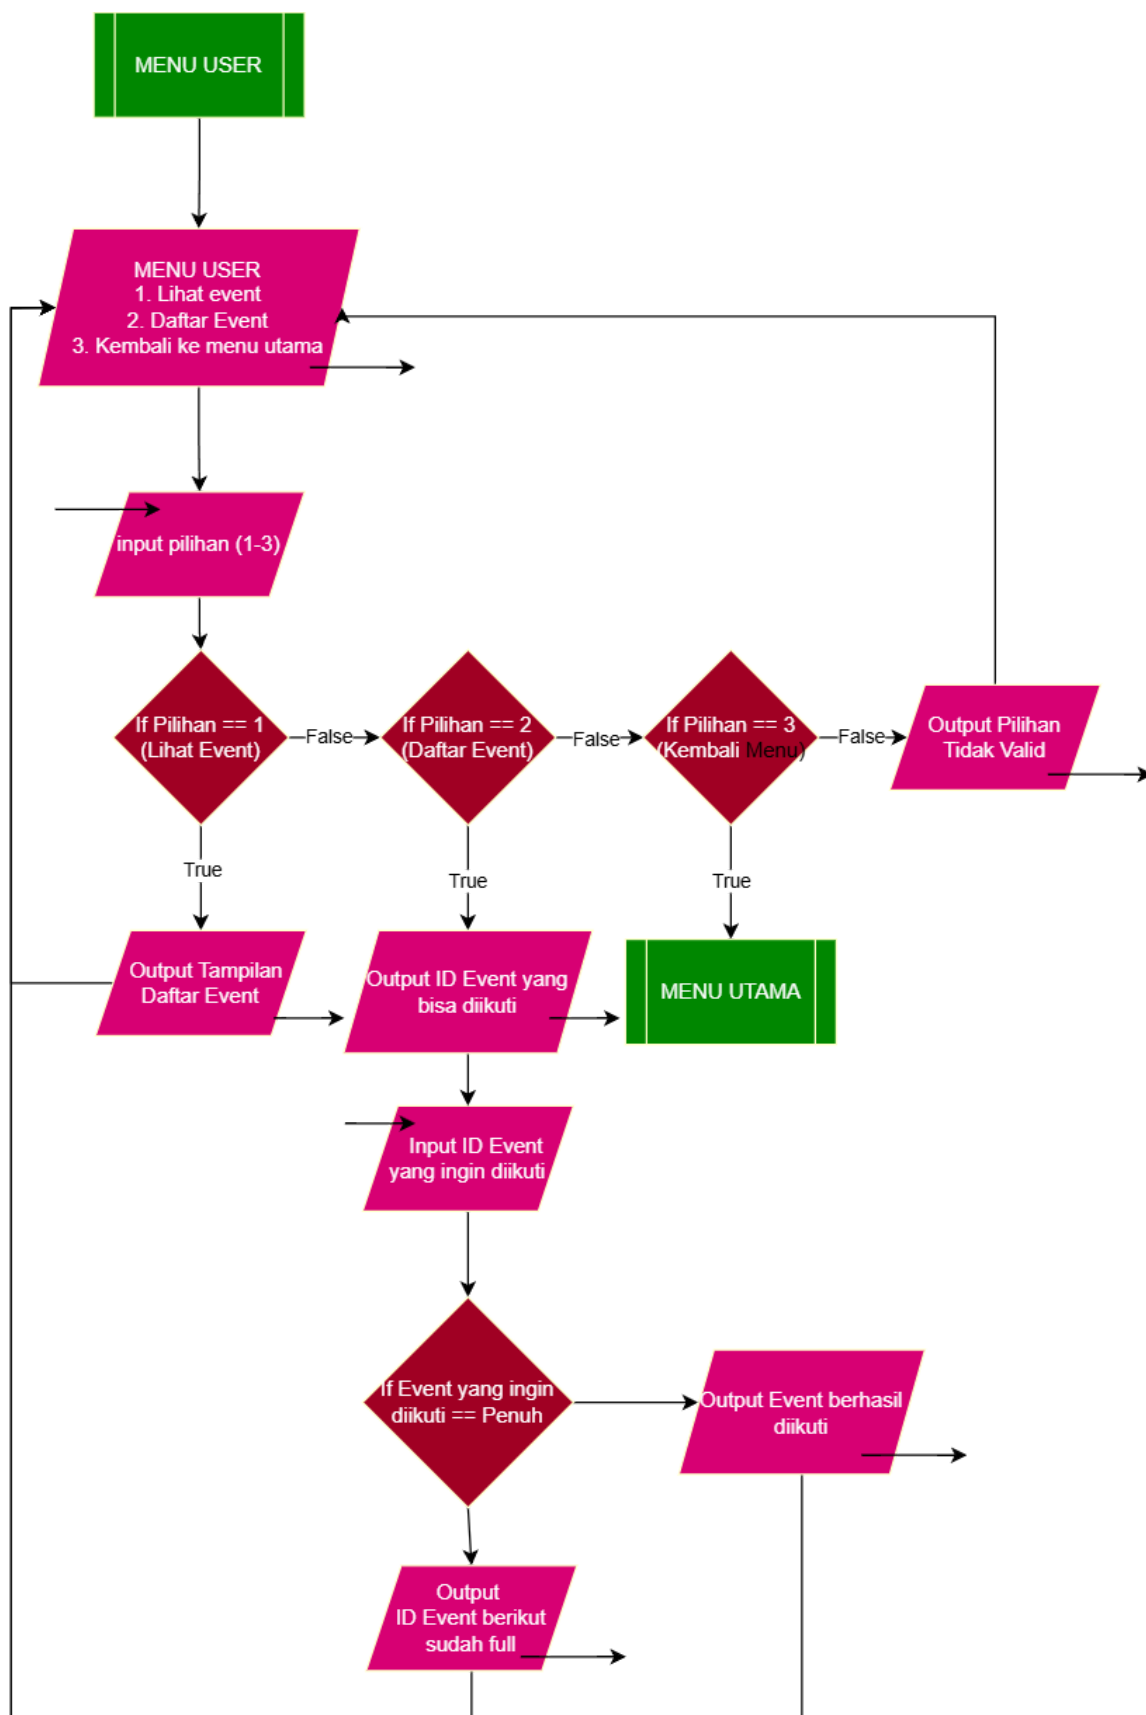 MENU USER
MENU USER
1. Lihat event
2. Daftar Event
3. Kembali ke menu utama
input pilihan (1-3)
If Pilihan == 1
(Lihat Event)
False
If Pilihan == 2
(Daftar Event)
False
If Pilihan == 3
(Kembali Menu)
False
Output Pilihan
Tidak Valid
True
True
True
Output Tampilan
Daftar Event
Output ID Event yang
bisa diikuti
MENU UTAMA
Input ID Event
yang ingin diikuti
If Event yang ingin
diikuti == Penuh
Output Event berhasil
diikuti
Output
ID Event berikut
sudah full